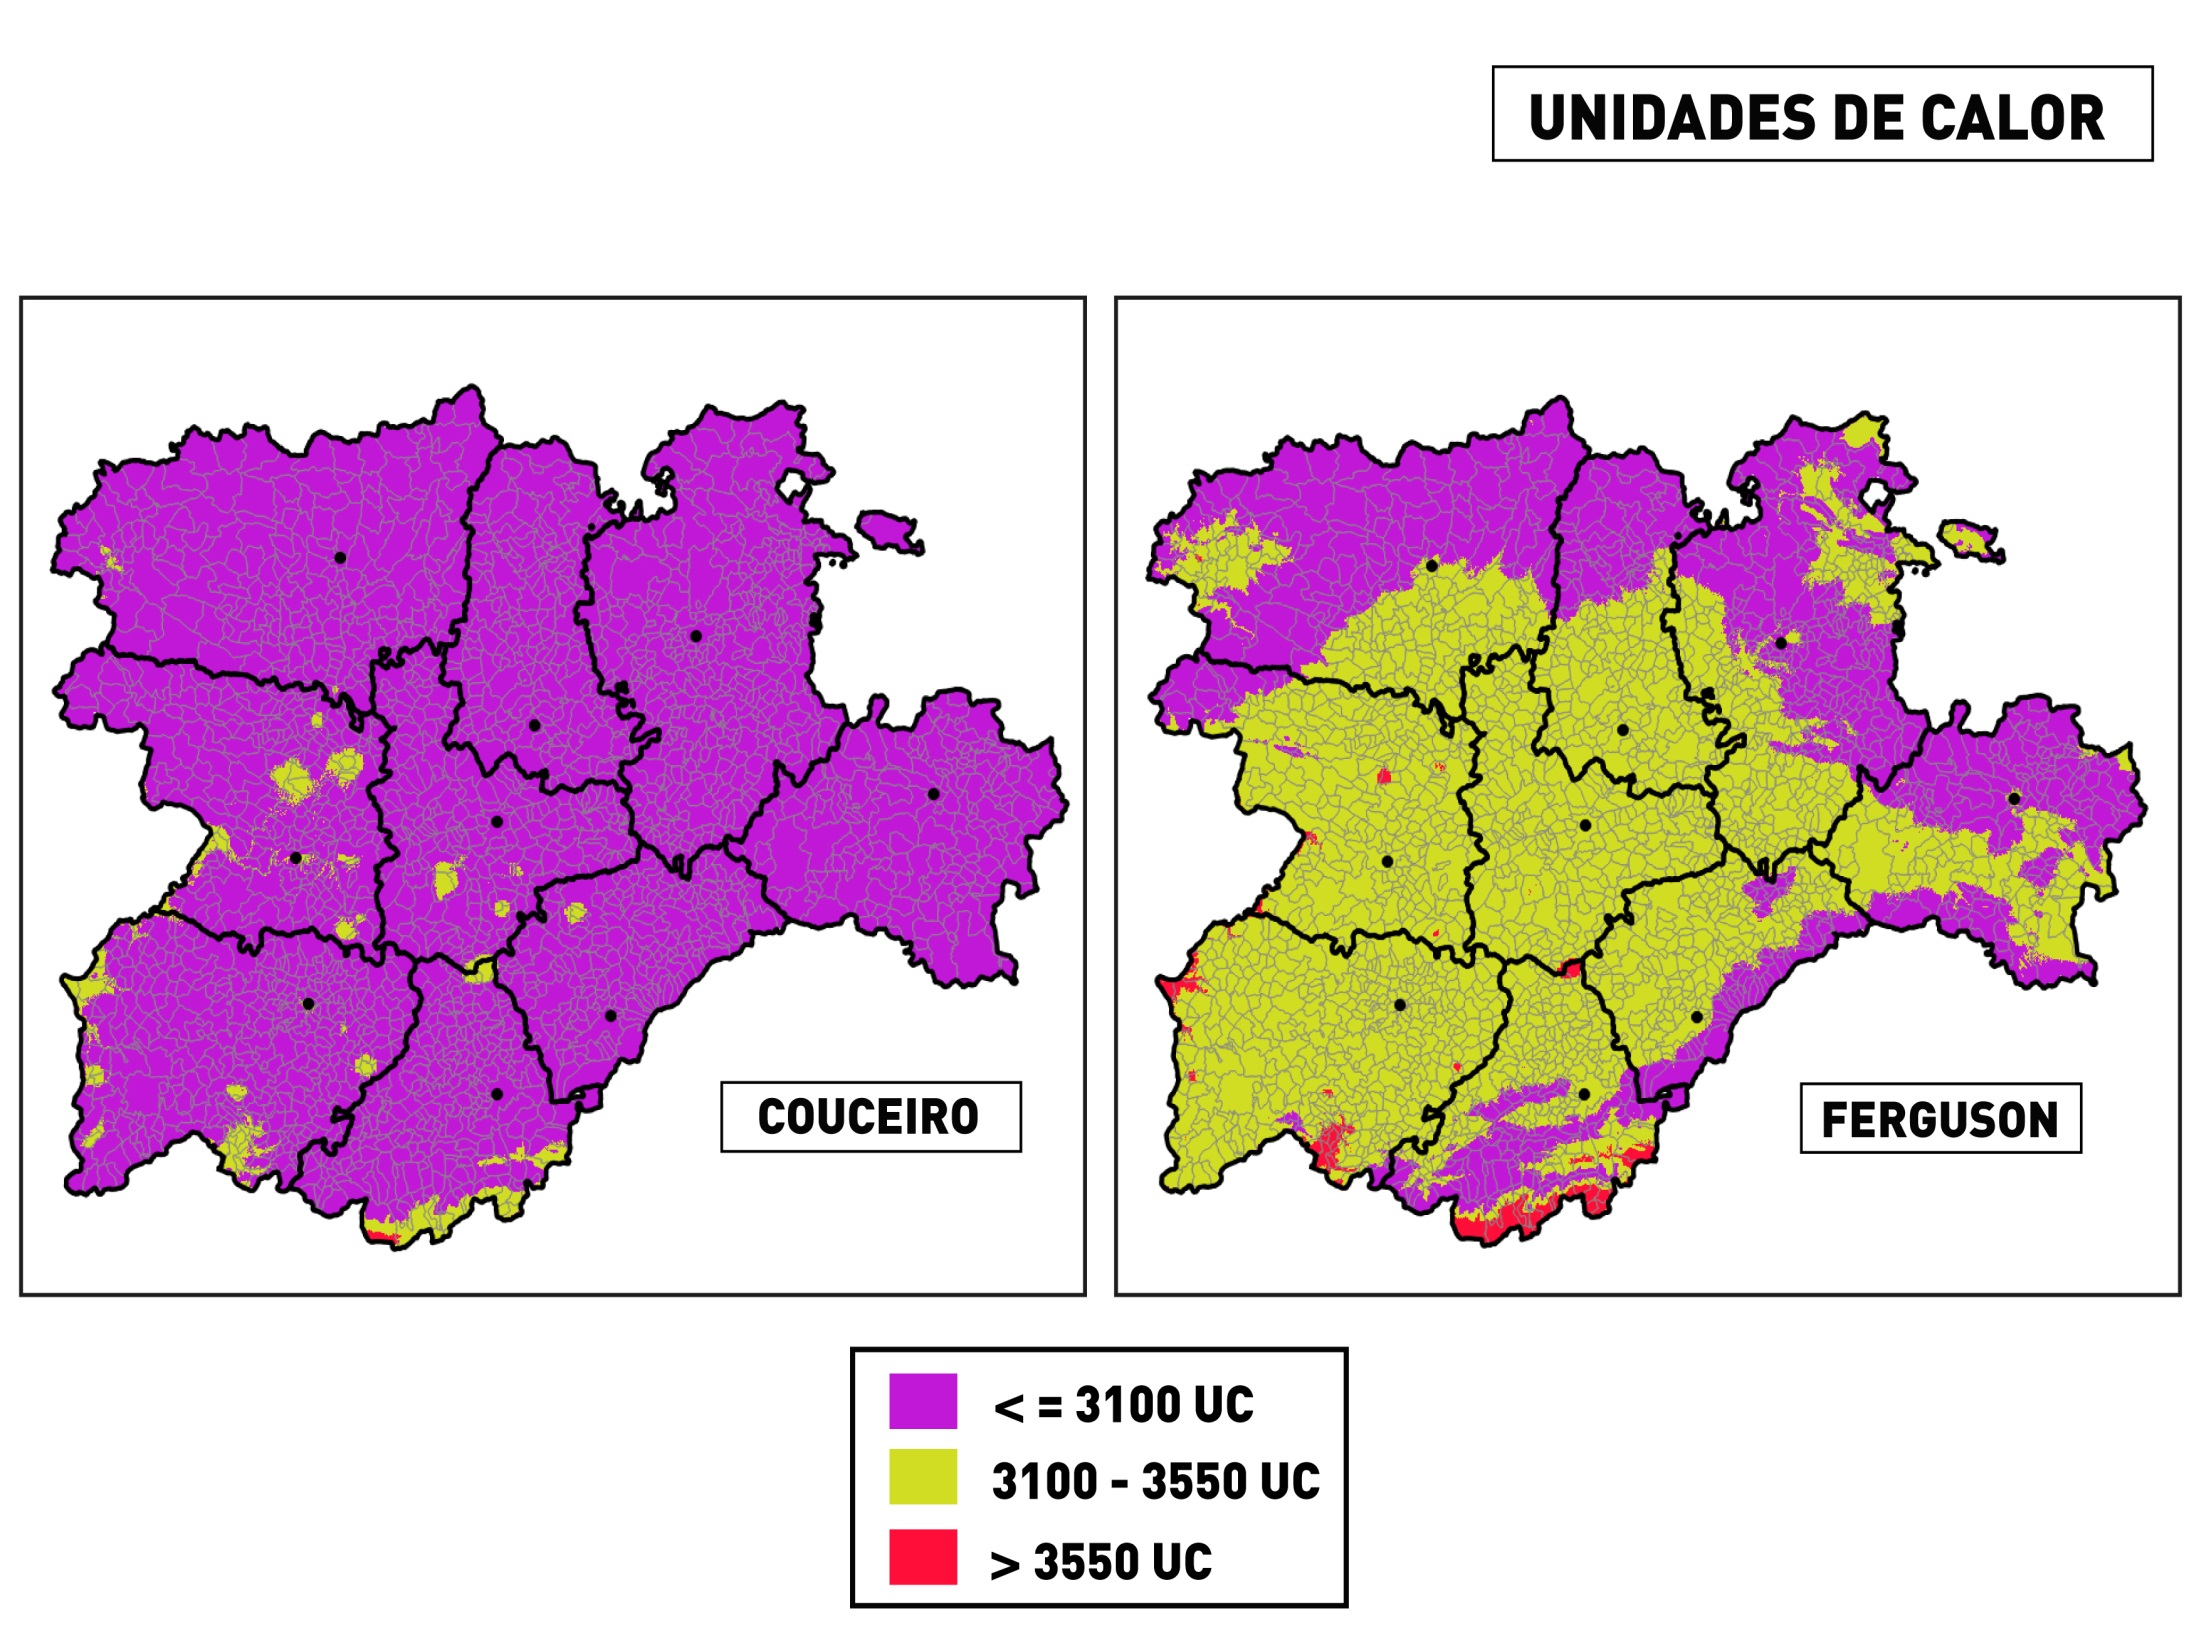 UNIDADES DE CALOR
COUCEIRO
FERGUSON
< = 3100 UC
3100 - 3550 UC
> 3550 UC